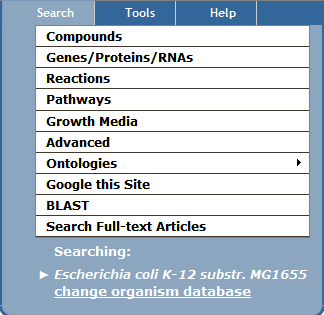 Search Tools Help
Compounds
Genes/Proteins/RNAs
Reactions
Pathways
Growth Media
Advanced
Ontologies
Google this Site
BLAST
Search Full-text Articles
Searching:
Escherichia coli K-12 substr. MG1655
change organism database